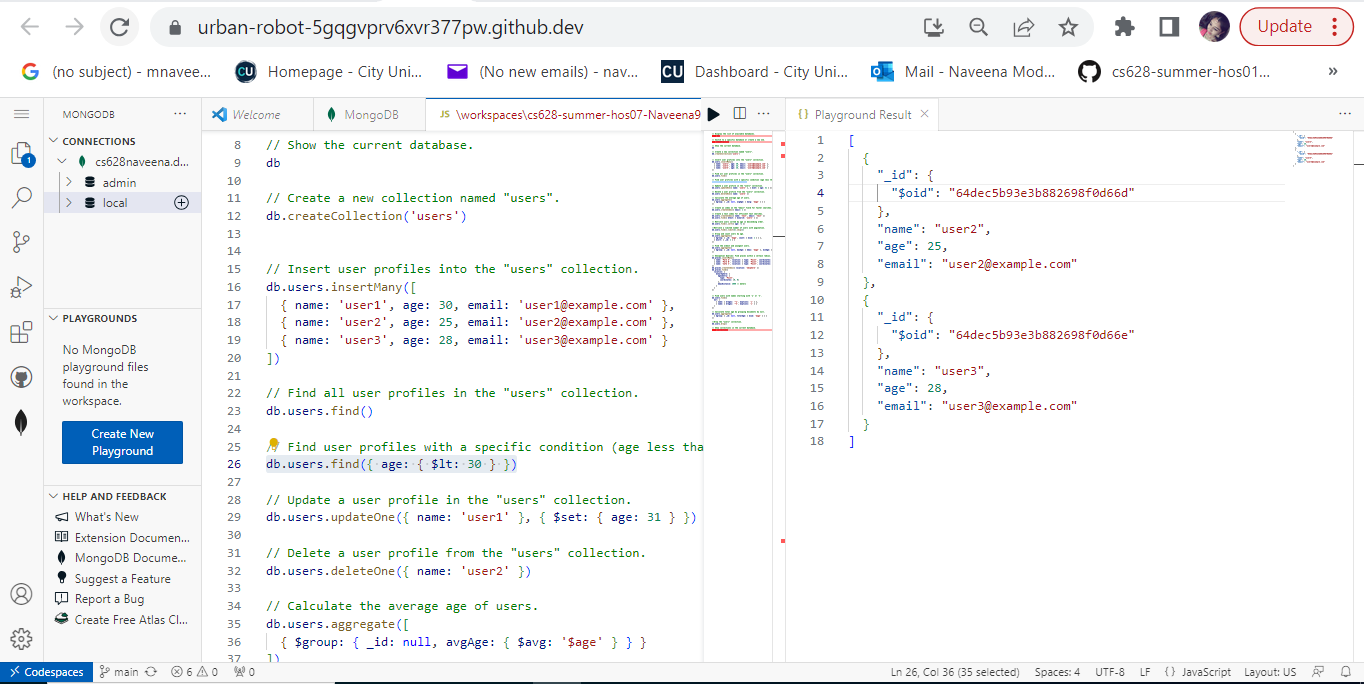 urban-robot-5gqgvprv6xvr377pw.github.dev
Update
(no subject) - mnavee...
CU
Homepage - City Uni...
(No new emails) - nav...
CU
Dashboard - City Uni...
Mail - Naveena Mod...
cs628-summer-hos01...
»
MONGODB
CONNECTIONS
cs628naveena.d...
admin
local
PLAYGROUNDS
No MongoDB
playground files
found in the
workspace.
Create New
Playground
HELP AND FEEDBACK
What's New
Extension Documen...
MongoDB Docume...
Suggest a Feature
Report a Bug
Create Free Atlas Cl...
1
Welcome
MongoDB
JS \workspaces\cs628-summer-hos07-Naveena9
8 // Show the current database.
9 db
10
11 // Create a new collection named "users".
12 db.createCollection('users')
13
14
15 // Insert user profiles into the "users" collection.
16 db.users.insertMany([
17 { name: 'user1', age: 30, email: 'user1@example.com' },
18 { name: 'user2', age: 25, email: 'user2@example.com' },
19 { name: 'user3', age: 28, email: 'user3@example.com' }
20 ])
21
22 // Find all user profiles in the "users" collection.
23 db.users.find()
24
25 // Find user profiles with a specific condition (age less tha
26 db.users.find({ age: { $lt: 30 } })
27
28 // Update a user profile in the "users" collection.
29 db.users.updateOne({ name: 'user1' }, { $set: { age: 31 } })
30
31 // Delete a user profile from the "users" collection.
32 db.users.deleteOne({ name: 'user2' })
33
34 // Calculate the average age of users.
35 db.users.aggregate([
36 { $group: { _id: null, avgAge: { $avg: '$age' } } }
37 ])
{} Playground Result
1 [
2 {
3 "_id": {
4 "$oid": "64dec5b93e3b882698f0d66d"
5 },
6 "name": "user2",
7 "age": 25,
8 "email": "user2@example.com"
9 },
10 {
11 "_id": {
12 "$oid": "64dec5b93e3b882698f0d66e"
13 },
14 "name": "user3",
15 "age": 28,
16 "email": "user3@example.com"
17 }
18 ]
Codespaces
main
6 0
0
Ln 26, Col 36 (35 selected)
Spaces: 4
UTF-8
LF
{} JavaScript
Layout: US